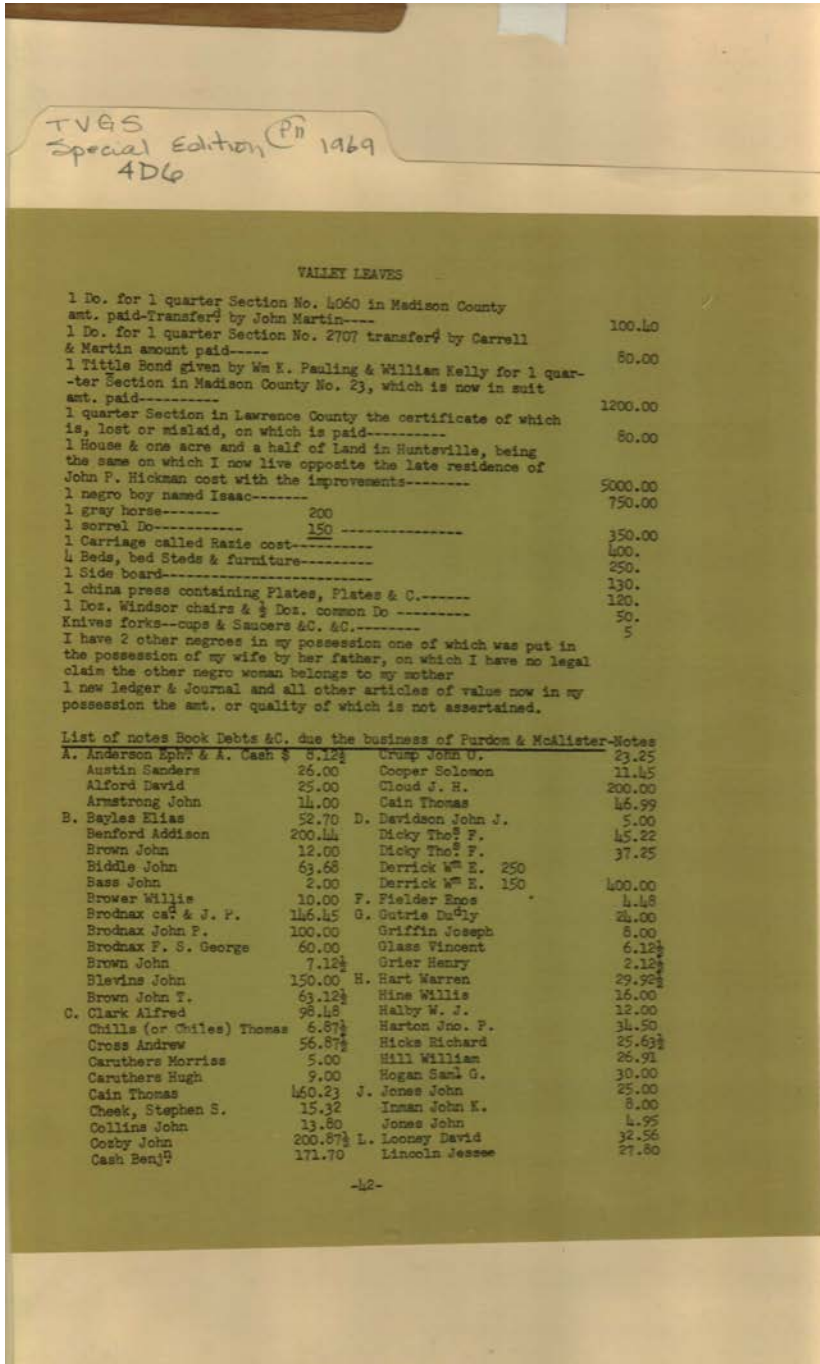 TVGS
Special Edition PN 1969
4D6
VALLEY LEAVES
1 Do. for 1 quarter Section No. 4060 in Madison County
amt. paid-Transferd by John Martin---- 100.40
1 Do. for 1 quarter Section No. 2707 transferd by Carrell
& Martin amount paid----- 80.00
1 Tittle Bond given by Wm K. Pauling & William Kelly for 1 quar-
-ter Section in Madison County No. 23, which is now in suit
amt. paid---------- 1200.00
1 quarter Section in Lawrence County the certificate of which
is, lost or mislaid, on which is paid---------- 80.00
1 House & one acre and a half of Land in Huntsville, being
the same on which I now live opposite the late residence of
John P. Hickman cost with the improvements-------- 5000.00
1 negro boy named Isaac------- 750.00
1 gray horse------- 200
1 sorrel Do----------- 150 --------------- 350.00
1 Carriage called Razie cost---------- 400.
4 Beds, bed Steds & furniture--------- 250.
1 Side board-------------------------- 130.
1 china press containing Plates, Plates & C.------ 120.
1 Doz. Windsor chairs & ½ Doz. common Do --------- 50.
Knives forks--cups & Saucers &C. &C.-------- 5
I have 2 other negroes in my possession one of which was put in
the possession of my wife by her father, on which I have no legal
claim the other negro woman belongs to my mother
1 new ledger & Journal and all other articles of value now in my
possession the amt. or quality of which is not assertained.
List of notes Book Debts &C. due the business of Purdom & McAlister-Notes
A. Anderson Ephm & A. Cash $ 8.12½ Crump John O. 23.25
Austin Sanders 26.00 Cooper Solomon 11.45
Alford David 25.00 Cloud J. H. 200.00
Armstrong John 14.00 Cain Thomas 46.99
B. Bayles Elias 52.70 D. Davidson John J. 5.00
Benford Addison 200.44 Dicky Thos F. 45.22
Brown John 12.00 Dicky Thos F. 37.25
Biddle John 63.68 Derrick Wm E. 250
Bass John 2.00 Derrick Wm E. 150 400.00
Brower Willis 10.00 F. Fielder Enos 4.48
Brodnax cad & J. P. 146.45 G. Gutrie Dudly 24.00
Brodnax John P. 100.00 Griffin Joseph 8.00
Brodnax F. S. George 60.00 Glass Vincent 6.12½
Brown John 7.12½ Grier Henry 2.12½
Blevins John 150.00 H. Hart Warren 29.92½
Brown John T. 63.12½ Hine Willis 16.00
C. Clark Alfred 98.48 Halby W. J. 12.00
Chills (or Chiles) Thomas 6.87½ Harton Jno. P. 34.50
Cross Andrew 56.87½ Hicks Richard 25.63½
Caruthers Morriss 5.00 Hill William 26.91
Caruthers Hugh 9.00 Hogan Saml G. 30.00
Cain Thomas 460.23 J. Jones John 25.00
Cheek, Stephen S. 15.32 Inman John K. 8.00
Collins John 13.80 Jones John 4.95
Cozby John 200.87½ L. Looney David 32.56
Cash Benjn 171.70 Lincoln Jessee 27.80
-42-